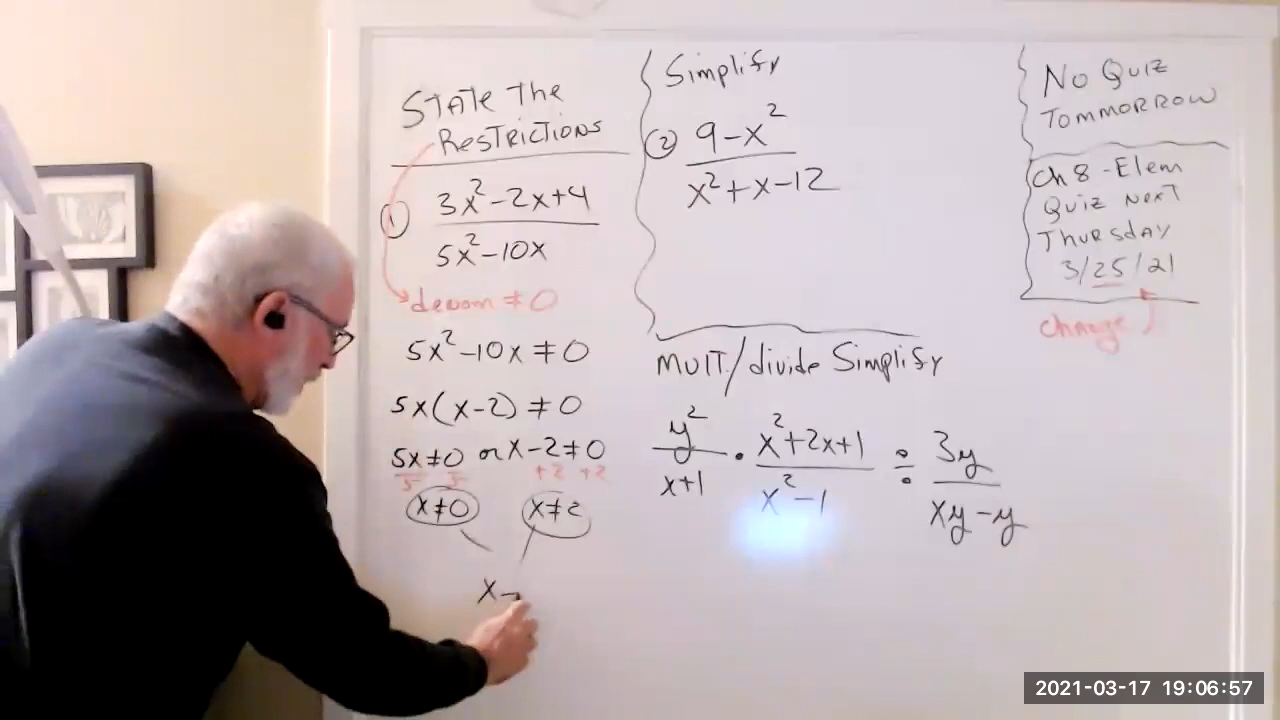 STATE THE
RESTRICTIONS
① 3x² - 2x + 4
5x² - 10x
denom ≠ 0
5x² - 10x ≠ 0
5x(x - 2) ≠ 0
5x ≠ 0 or x - 2 ≠ 0
5 5 +2 +2
x ≠ 0 x ≠ 2
x
Simplify
② 9 - x²
x² + x - 12
MULT/divide Simplify
y² · x² + 2x + 1 ÷ 3y
x + 1 x² - 1 xy - y
NO QUIZ
TOMMORROW
Ch 8 - Elem
QUIZ NEXT
THURSDAY
3/25/21
change
2021-03-17 19:06:57